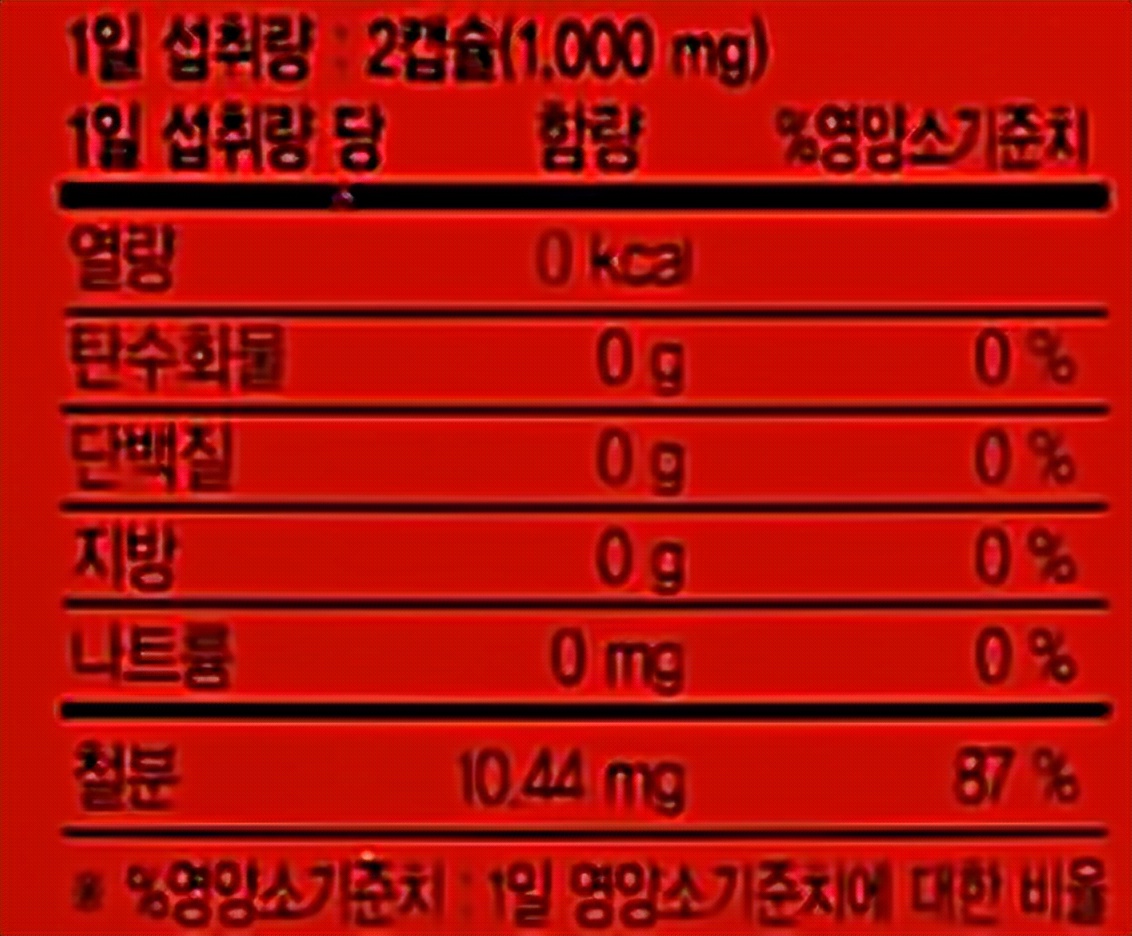 1일 섭취량 : 2캡슐(1,000 mg)
1일 섭취량 당 함량 %영양소기준치
열량 0 kcal
탄수화물 0 g 0 %
단백질 0 g 0 %
지방 0 g 0 %
나트륨 0 mg 0 %
철분 10.44 mg 87 %
※ %영양소기준치 : 1일 영양소기준치에 대한 비율